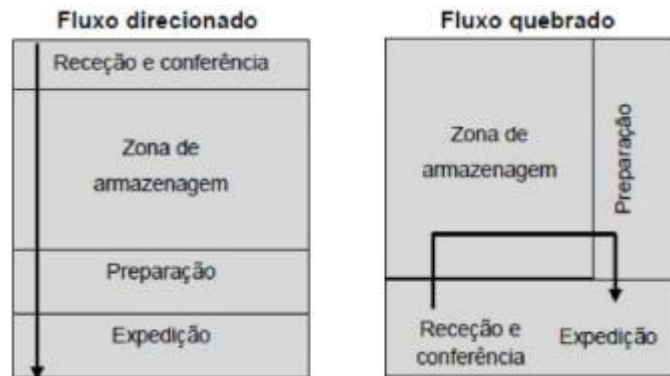 Fluxo direcionado
Receção e conferência
Zona de
armazenagem
Preparação
Expedição
Fluxo quebrado
Zona de
armazenagem
Preparação
Receção e
conferência
Expedição